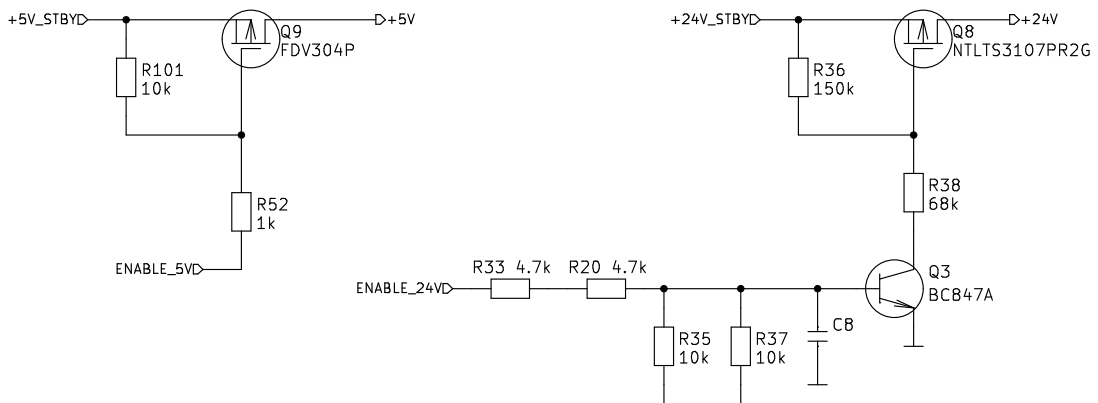 +5V_STBY
+5V
Q9
FDV304P
R101
10k
R52
1k
ENABLE_5V
+24V_STBY
+24V
Q8
NTLTS3107PR2G
R36
150k
R38
68k
Q3
BC847A
ENABLE_24V
R33 4.7k
R20 4.7k
R35
10k
R37
10k
C8